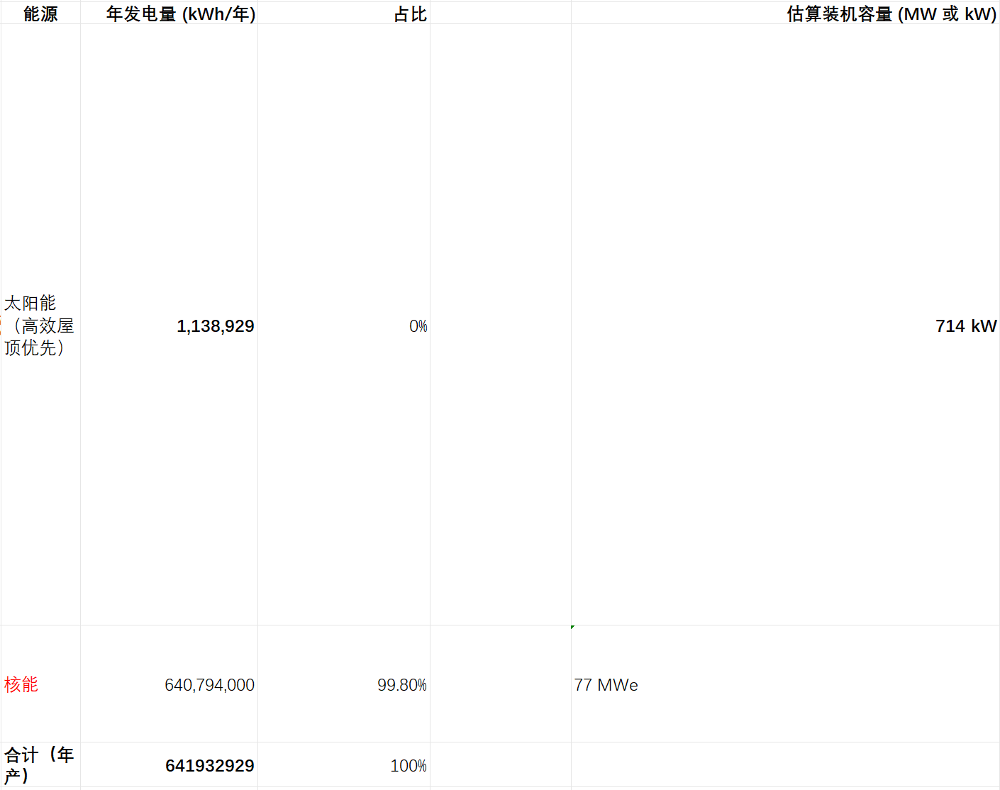 能源 年发电量 (kWh/年) 占比 估算装机容量 (MW 或 kW)
太阳能
（高效屋
顶优先） 1,138,929 0% 714 kW
核能 640,794,000 99.80% 77 MWe
合计（年
产） 641932929 100%